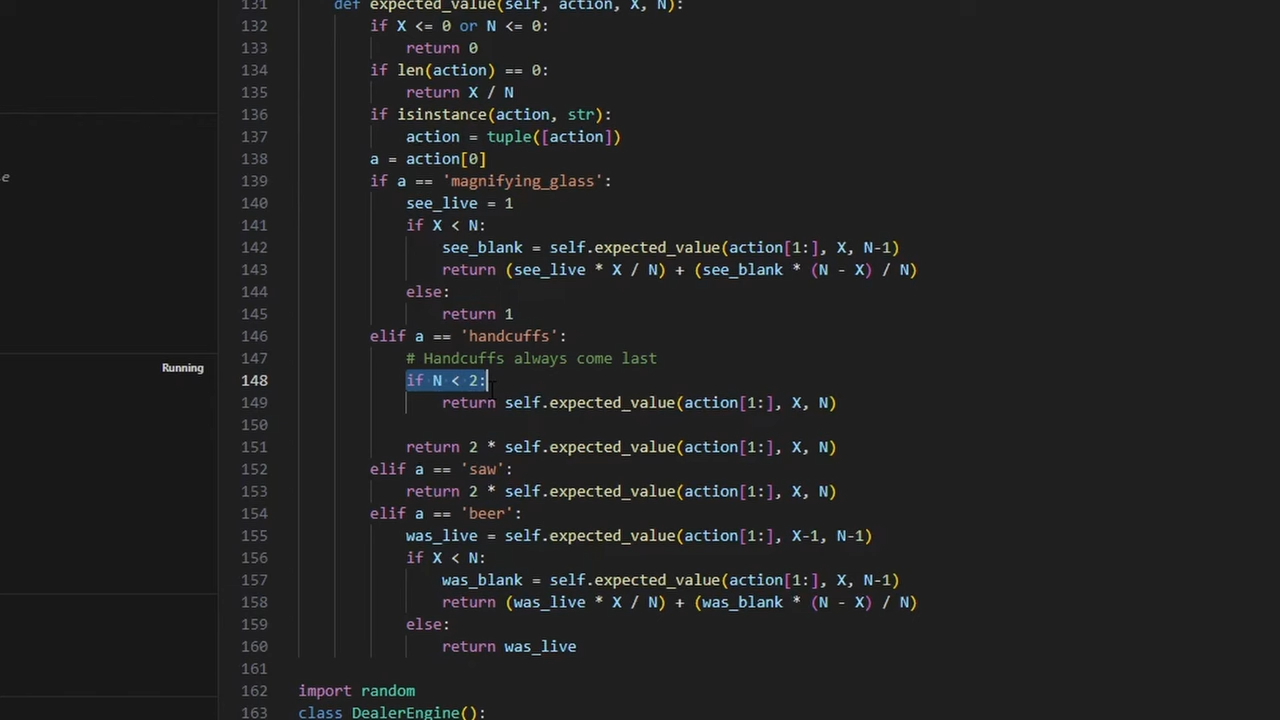 131 def expected_value(self, action, X, N):
132 if X <= 0 or N <= 0:
133 return 0
134 if len(action) == 0:
135 return X / N
136 if isinstance(action, str):
137 action = tuple([action])
138 a = action[0]
139 if a == 'magnifying_glass':
140 see_live = 1
141 if X < N:
142 see_blank = self.expected_value(action[1:], X, N-1)
143 return (see_live * X / N) + (see_blank * (N - X) / N)
144 else:
145 return 1
146 elif a == 'handcuffs':
147 # Handcuffs always come last
148 if N < 2:
149 return self.expected_value(action[1:], X, N)
150
151 return 2 * self.expected_value(action[1:], X, N)
152 elif a == 'saw':
153 return 2 * self.expected_value(action[1:], X, N)
154 elif a == 'beer':
155 was_live = self.expected_value(action[1:], X-1, N-1)
156 if X < N:
157 was_blank = self.expected_value(action[1:], X, N-1)
158 return (was_live * X / N) + (was_blank * (N - X) / N)
159 else:
160 return was_live
161
162 import random
163 class DealerEngine():
Running